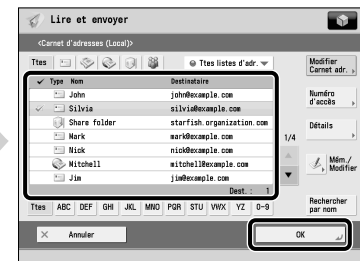 Lire et envoyer
<Carnet d'adresses (Local)>
Ttes Ttes listes d'adr.
Modifier
Carnet adr.
Type Nom Destinataire
John john@example.com
Numéro
d'accès
Silvia silvia@example.com
Share folder starfish.organization.com
Détails
Mark mark@example.com
1/4
Nick nick@example.com
Mitchell mitchell@example.com
Mém./
Modifier
Jim jim@example.com
Dest. : 1
Ttes ABC DEF GHI JKL MNO PQR STU VWX YZ 0-9
Rechercher
par nom
Annuler OK